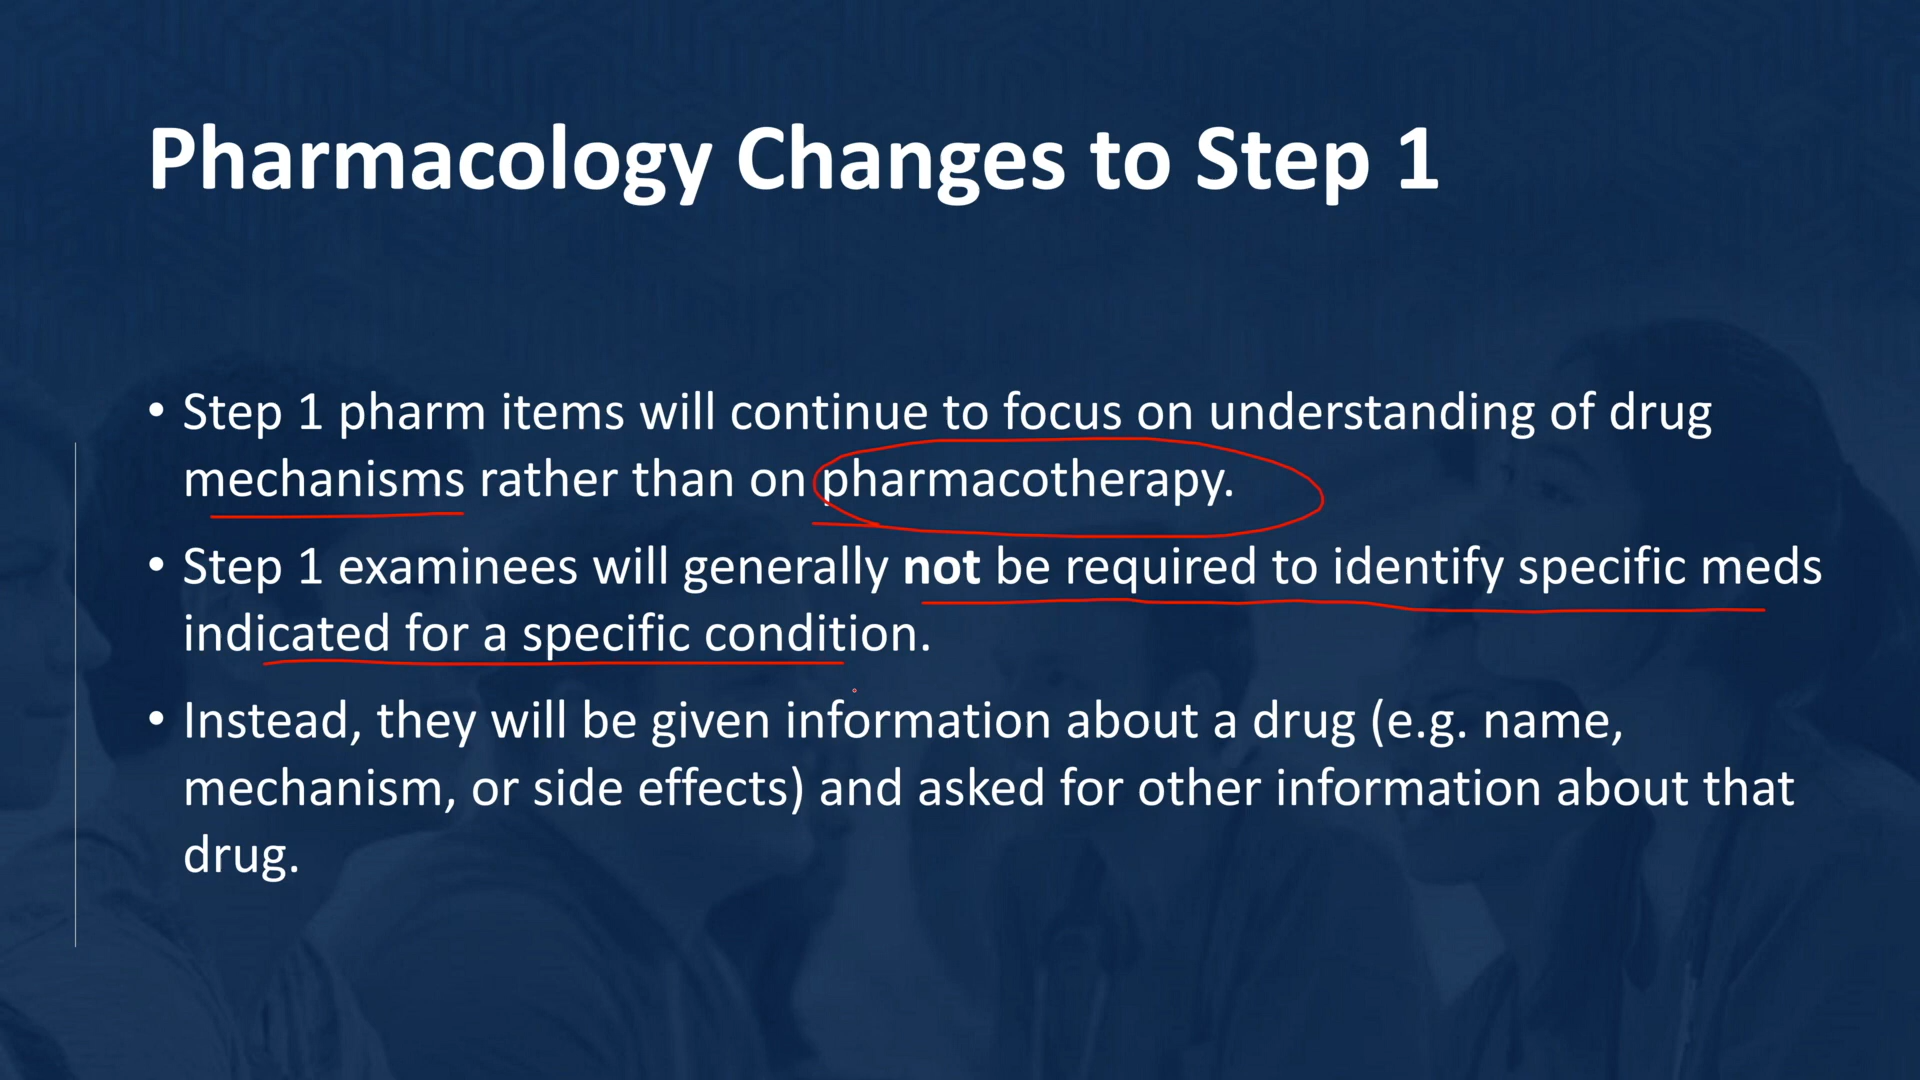 Pharmacology Changes to Step 1
• Step 1 pharm items will continue to focus on understanding of drug
mechanisms rather than on pharmacotherapy.
• Step 1 examinees will generally not be required to identify specific meds
indicated for a specific condition.
• Instead, they will be given information about a drug (e.g. name,
mechanism, or side effects) and asked for other information about that
drug.